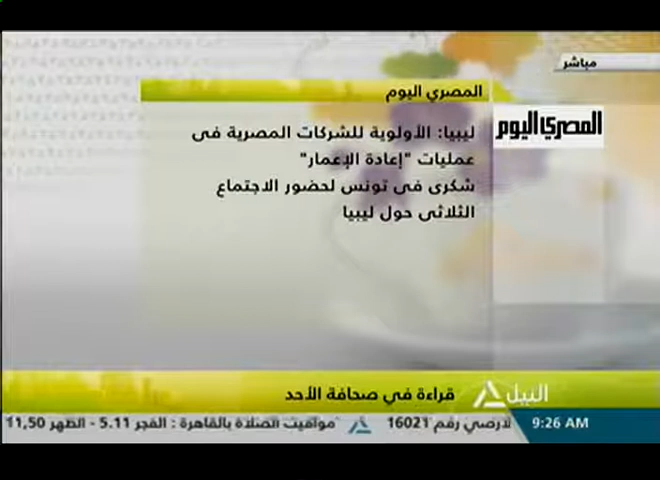 مباشر
المصري اليوم
المصري اليوم
ليبيا: الأولوية للشركات المصرية فى
عمليات "إعادة الإعمار"
شكرى فى تونس لحضور الاجتماع
الثلاثى حول ليبيا
النيل
قراءة في صحافة الأحد
9:26 AM
لارضي رقم 16021 مواقيت الصلاة بالقاهرة : الفجر 5.11 - الظهر 11,50